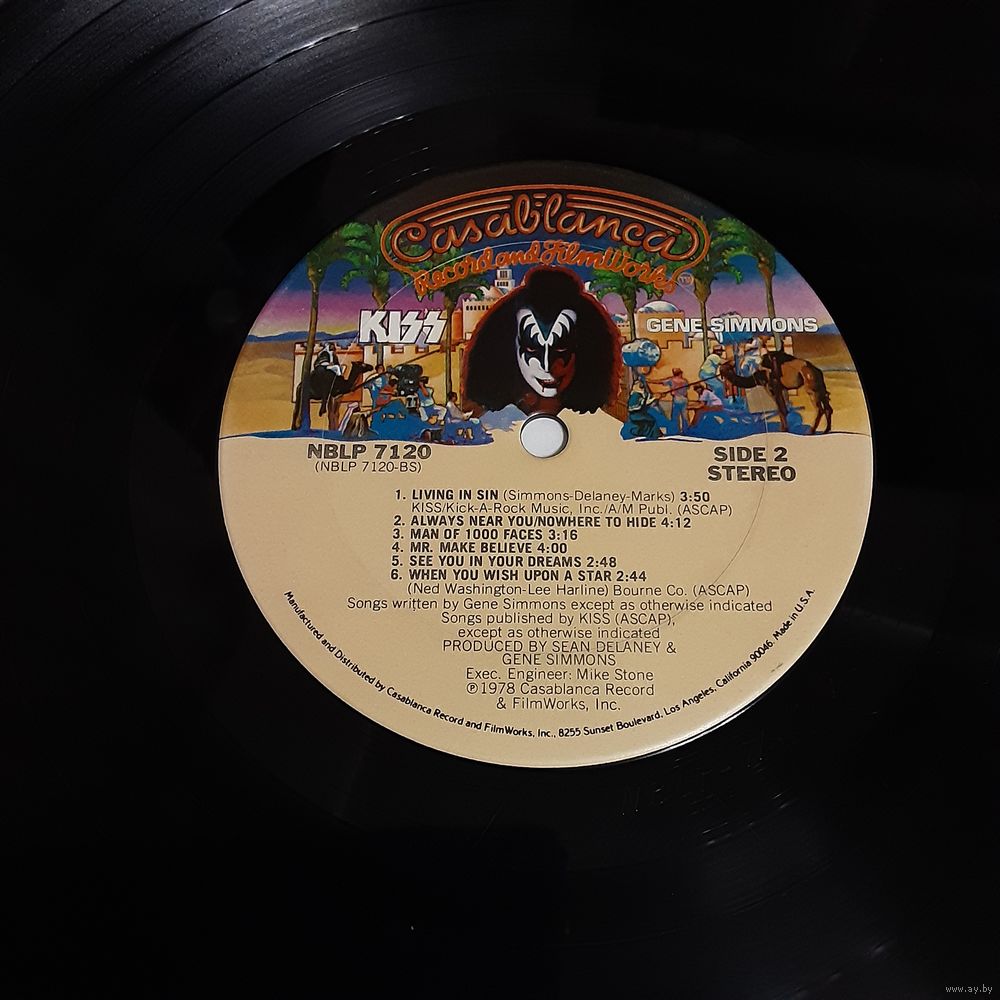 Casablanca
Record and FilmWorks
KISS
GENE SIMMONS
NBLP 7120
(NBLP 7120-BS)
SIDE 2
STEREO
1. LIVING IN SIN (Simmons-Delaney-Marks) 3:50
KISS/Kick-A-Rock Music, Inc./A/M Publ. (ASCAP)
2. ALWAYS NEAR YOU/NOWHERE TO HIDE 4:12
3. MAN OF 1000 FACES 3:16
4. MR. MAKE BELIEVE 4:00
5. SEE YOU IN YOUR DREAMS 2:48
6. WHEN YOU WISH UPON A STAR 2:44
(Ned Washington-Lee Harline) Bourne Co. (ASCAP)
Songs written by Gene Simmons except as otherwise indicated
Songs published by KISS (ASCAP),
except as otherwise indicated
PRODUCED BY SEAN DELANEY &
GENE SIMMONS
Exec. Engineer: Mike Stone
℗1978 Casablanca Record
& FilmWorks, Inc.
Manufactured and Distributed by Casablanca Record and FilmWorks, Inc., 8255 Sunset Boulevard, Los Angeles, California 90046. Made in U.S.A.
www.ay.by